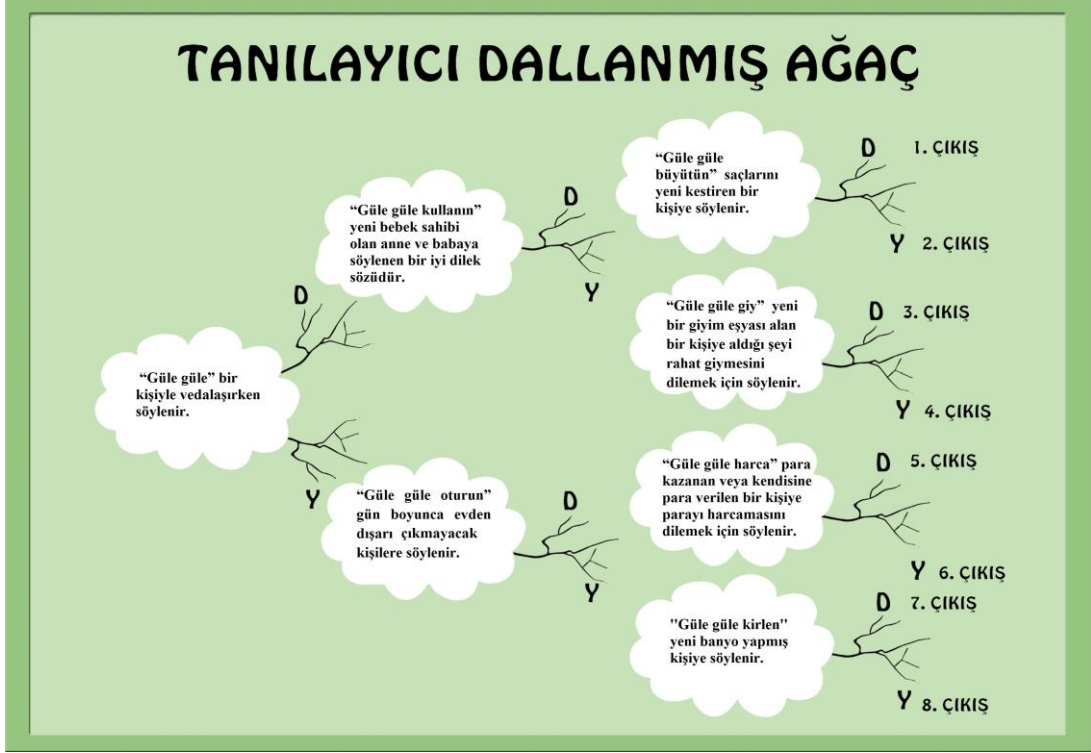 TANILAYICI DALLANMIŞ AĞAÇ
“Güle güle” bir
kişiyle vedalaşırken
söylenir.
D
Y
“Güle güle kullanın”
yeni bebek sahibi
olan anne ve babaya
söylenen bir iyi dilek
sözüdür.
D
Y
“Güle güle oturun”
gün boyunca evden
dışarı çıkmayacak
kişilere söylenir.
D
Y
“Güle güle
büyütün” saçlarını
yeni kestiren bir
kişiye söylenir.
D 1. ÇIKIŞ
Y 2. ÇIKIŞ
“Güle güle giy” yeni
bir giyim eşyası alan
bir kişiye aldığı şeyi
rahat giymesini
dilemek için söylenir.
D 3. ÇIKIŞ
Y 4. ÇIKIŞ
“Güle güle harca” para
kazanan veya kendisine
para verilen bir kişiye
parayı harcamasını
dilemek için söylenir.
D 5. ÇIKIŞ
Y 6. ÇIKIŞ
"Güle güle kirlen"
yeni banyo yapmış
kişiye söylenir.
D 7. ÇIKIŞ
Y 8. ÇIKIŞ